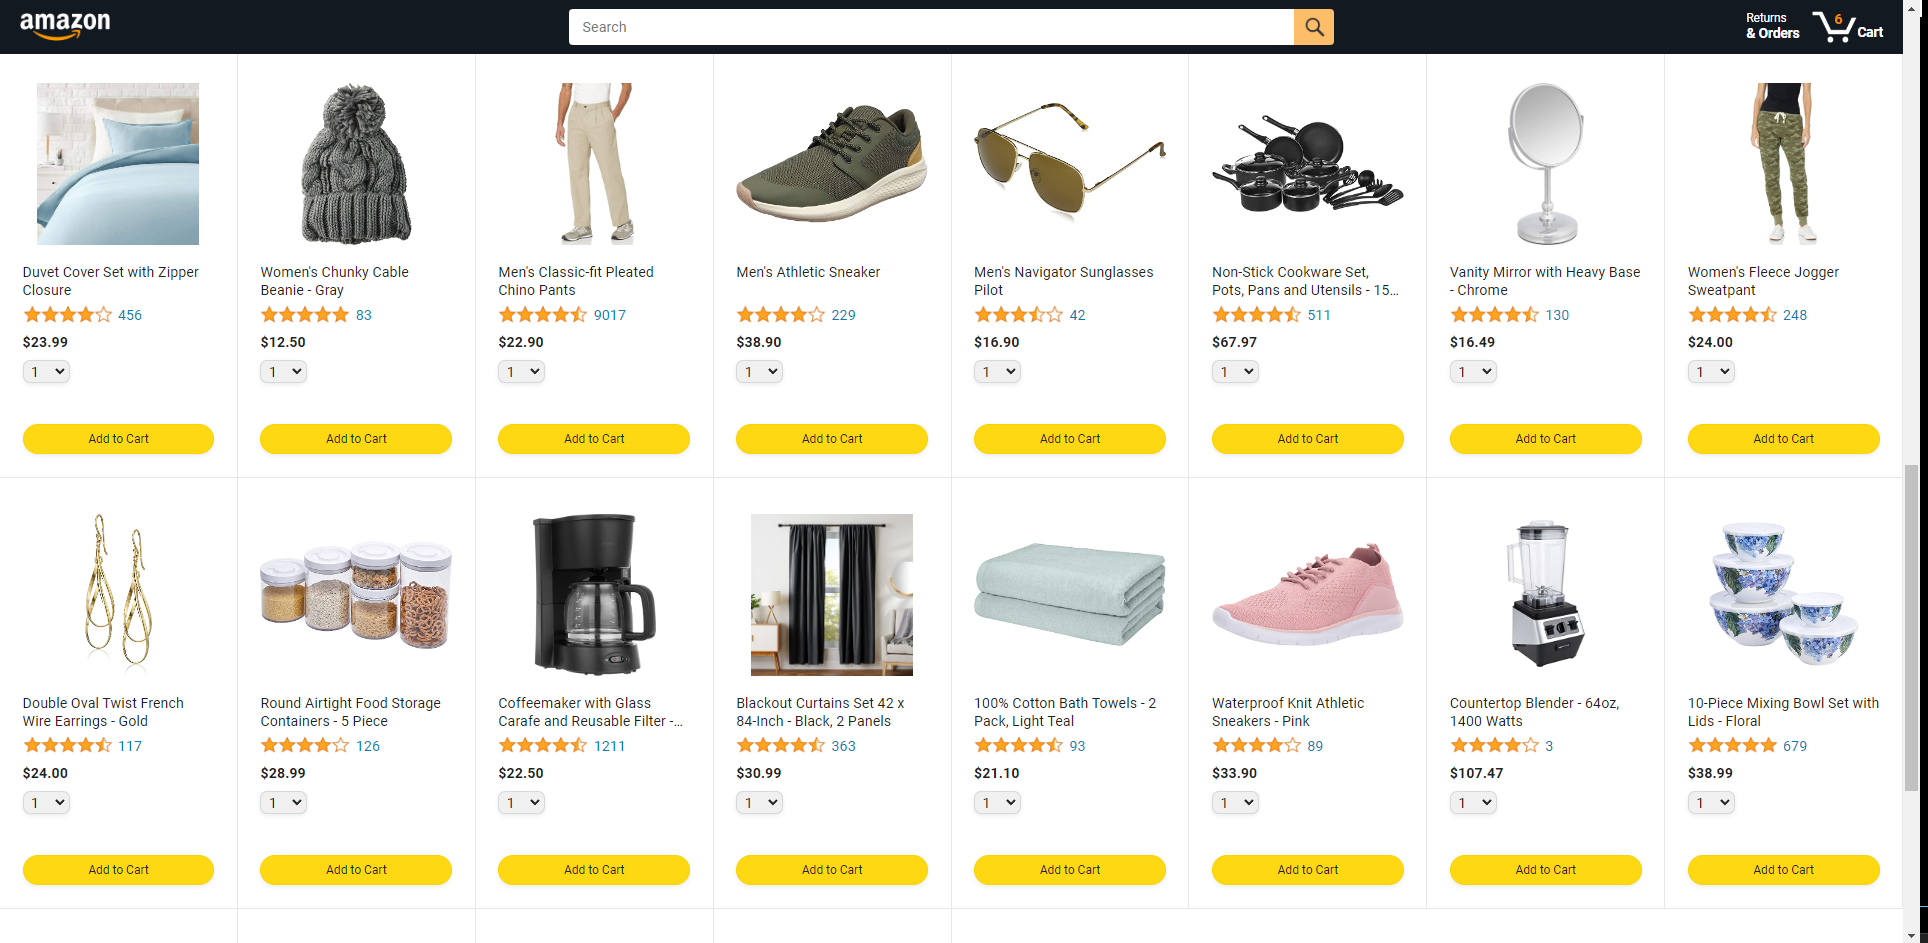 amazon
Search
Returns
& Orders
6
Cart
Duvet Cover Set with Zipper
Closure
456
$23.99
1
Add to Cart
Women's Chunky Cable
Beanie - Gray
83
$12.50
1
Add to Cart
Men's Classic-fit Pleated
Chino Pants
9017
$22.90
1
Add to Cart
Men's Athletic Sneaker
229
$38.90
1
Add to Cart
Men's Navigator Sunglasses
Pilot
42
$16.90
1
Add to Cart
Non-Stick Cookware Set,
Pots, Pans and Utensils - 15...
511
$67.97
1
Add to Cart
Vanity Mirror with Heavy Base
- Chrome
130
$16.49
1
Add to Cart
Women's Fleece Jogger
Sweatpant
248
$24.00
1
Add to Cart
Double Oval Twist French
Wire Earrings - Gold
117
$24.00
1
Add to Cart
Round Airtight Food Storage
Containers - 5 Piece
126
$28.99
1
Add to Cart
Coffeemaker with Glass
Carafe and Reusable Filter -...
1211
$22.50
1
Add to Cart
Blackout Curtains Set 42 x
84-Inch - Black, 2 Panels
363
$30.99
1
Add to Cart
100% Cotton Bath Towels - 2
Pack, Light Teal
93
$21.10
1
Add to Cart
Waterproof Knit Athletic
Sneakers - Pink
89
$33.90
1
Add to Cart
Countertop Blender - 64oz,
1400 Watts
3
$107.47
1
Add to Cart
10-Piece Mixing Bowl Set with
Lids - Floral
679
$38.99
1
Add to Cart